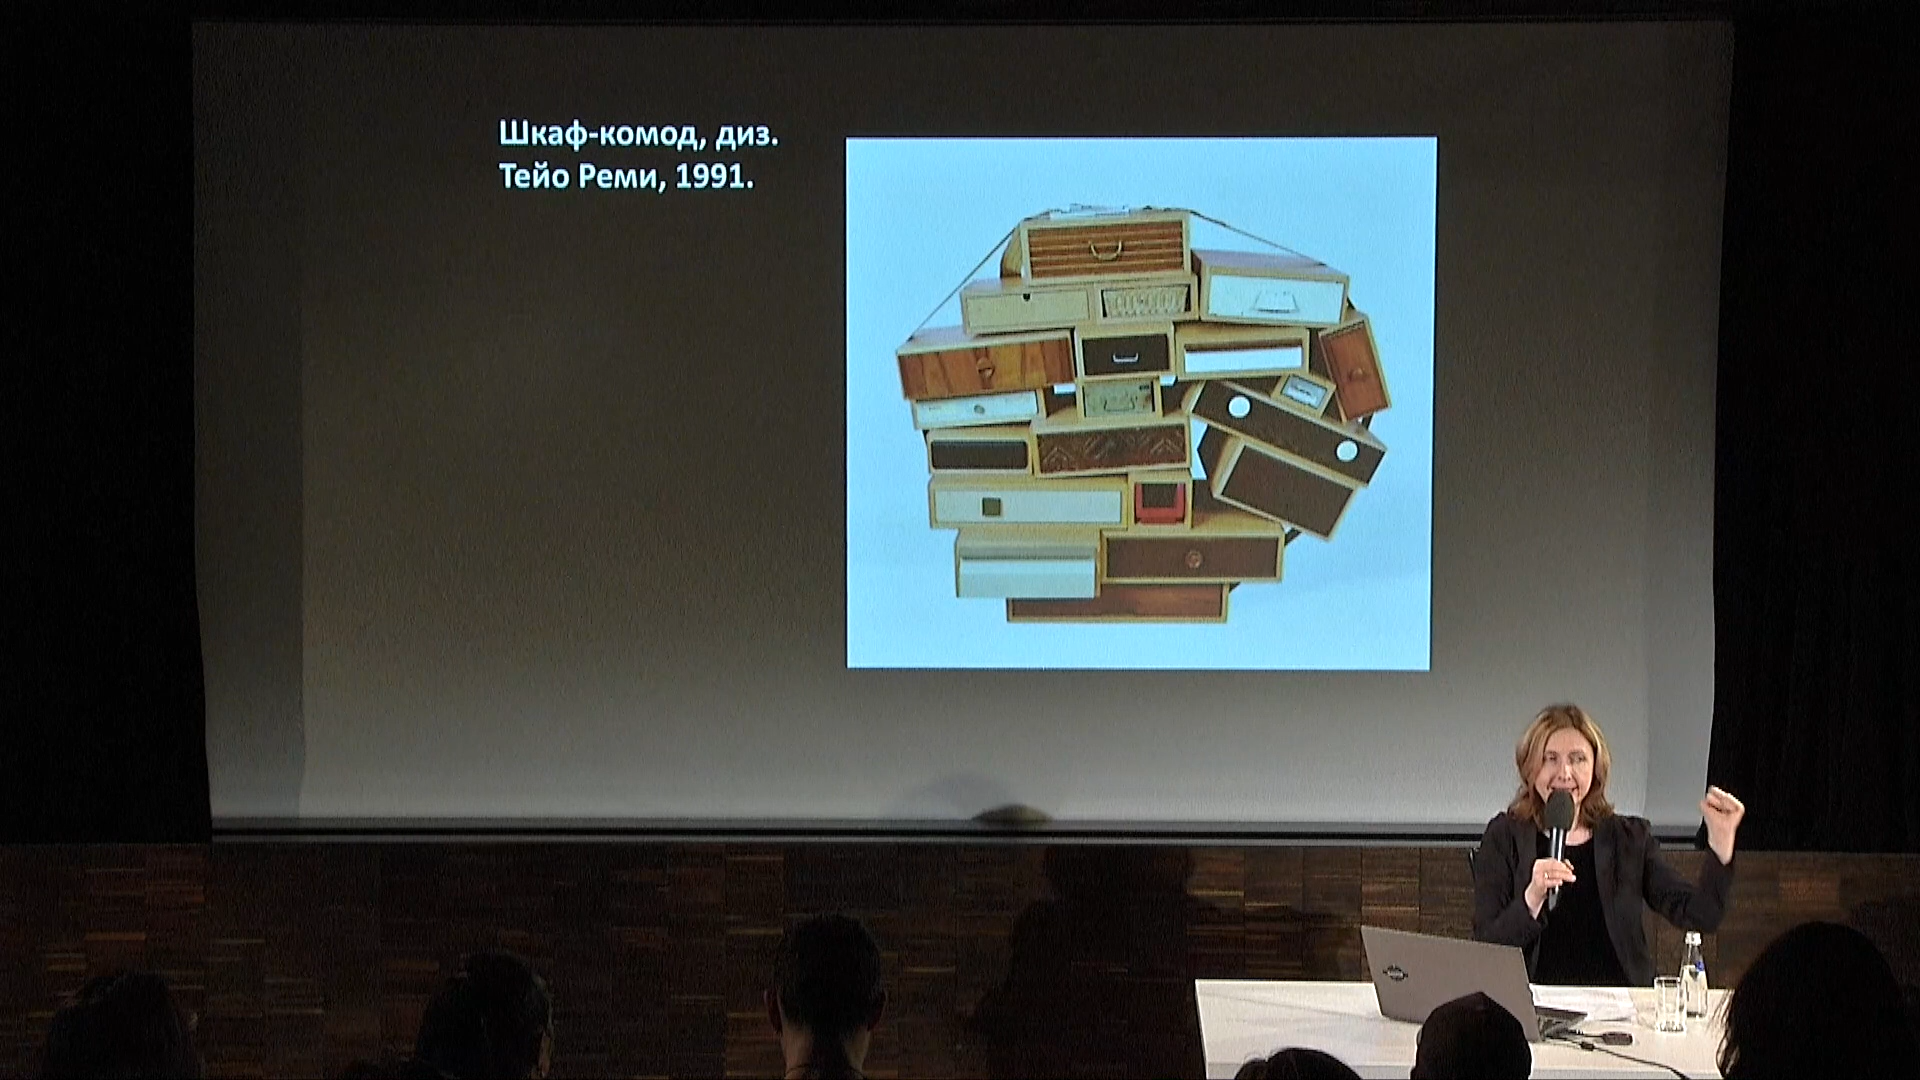 Шкаф-комод, диз.
Тейо Реми, 1991.